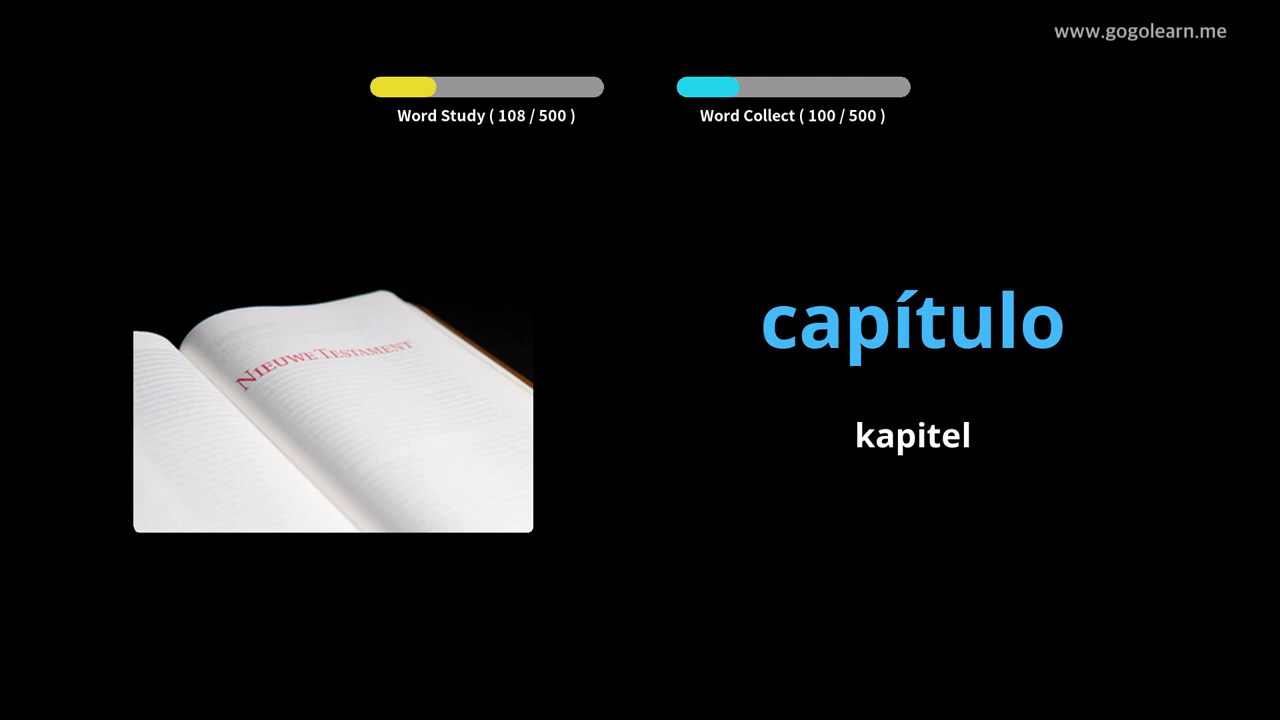 www.gogolearn.me
Word Study ( 108 / 500 )
Word Collect ( 100 / 500 )
NIEUWE TESTAMENT
capítulo
kapitel